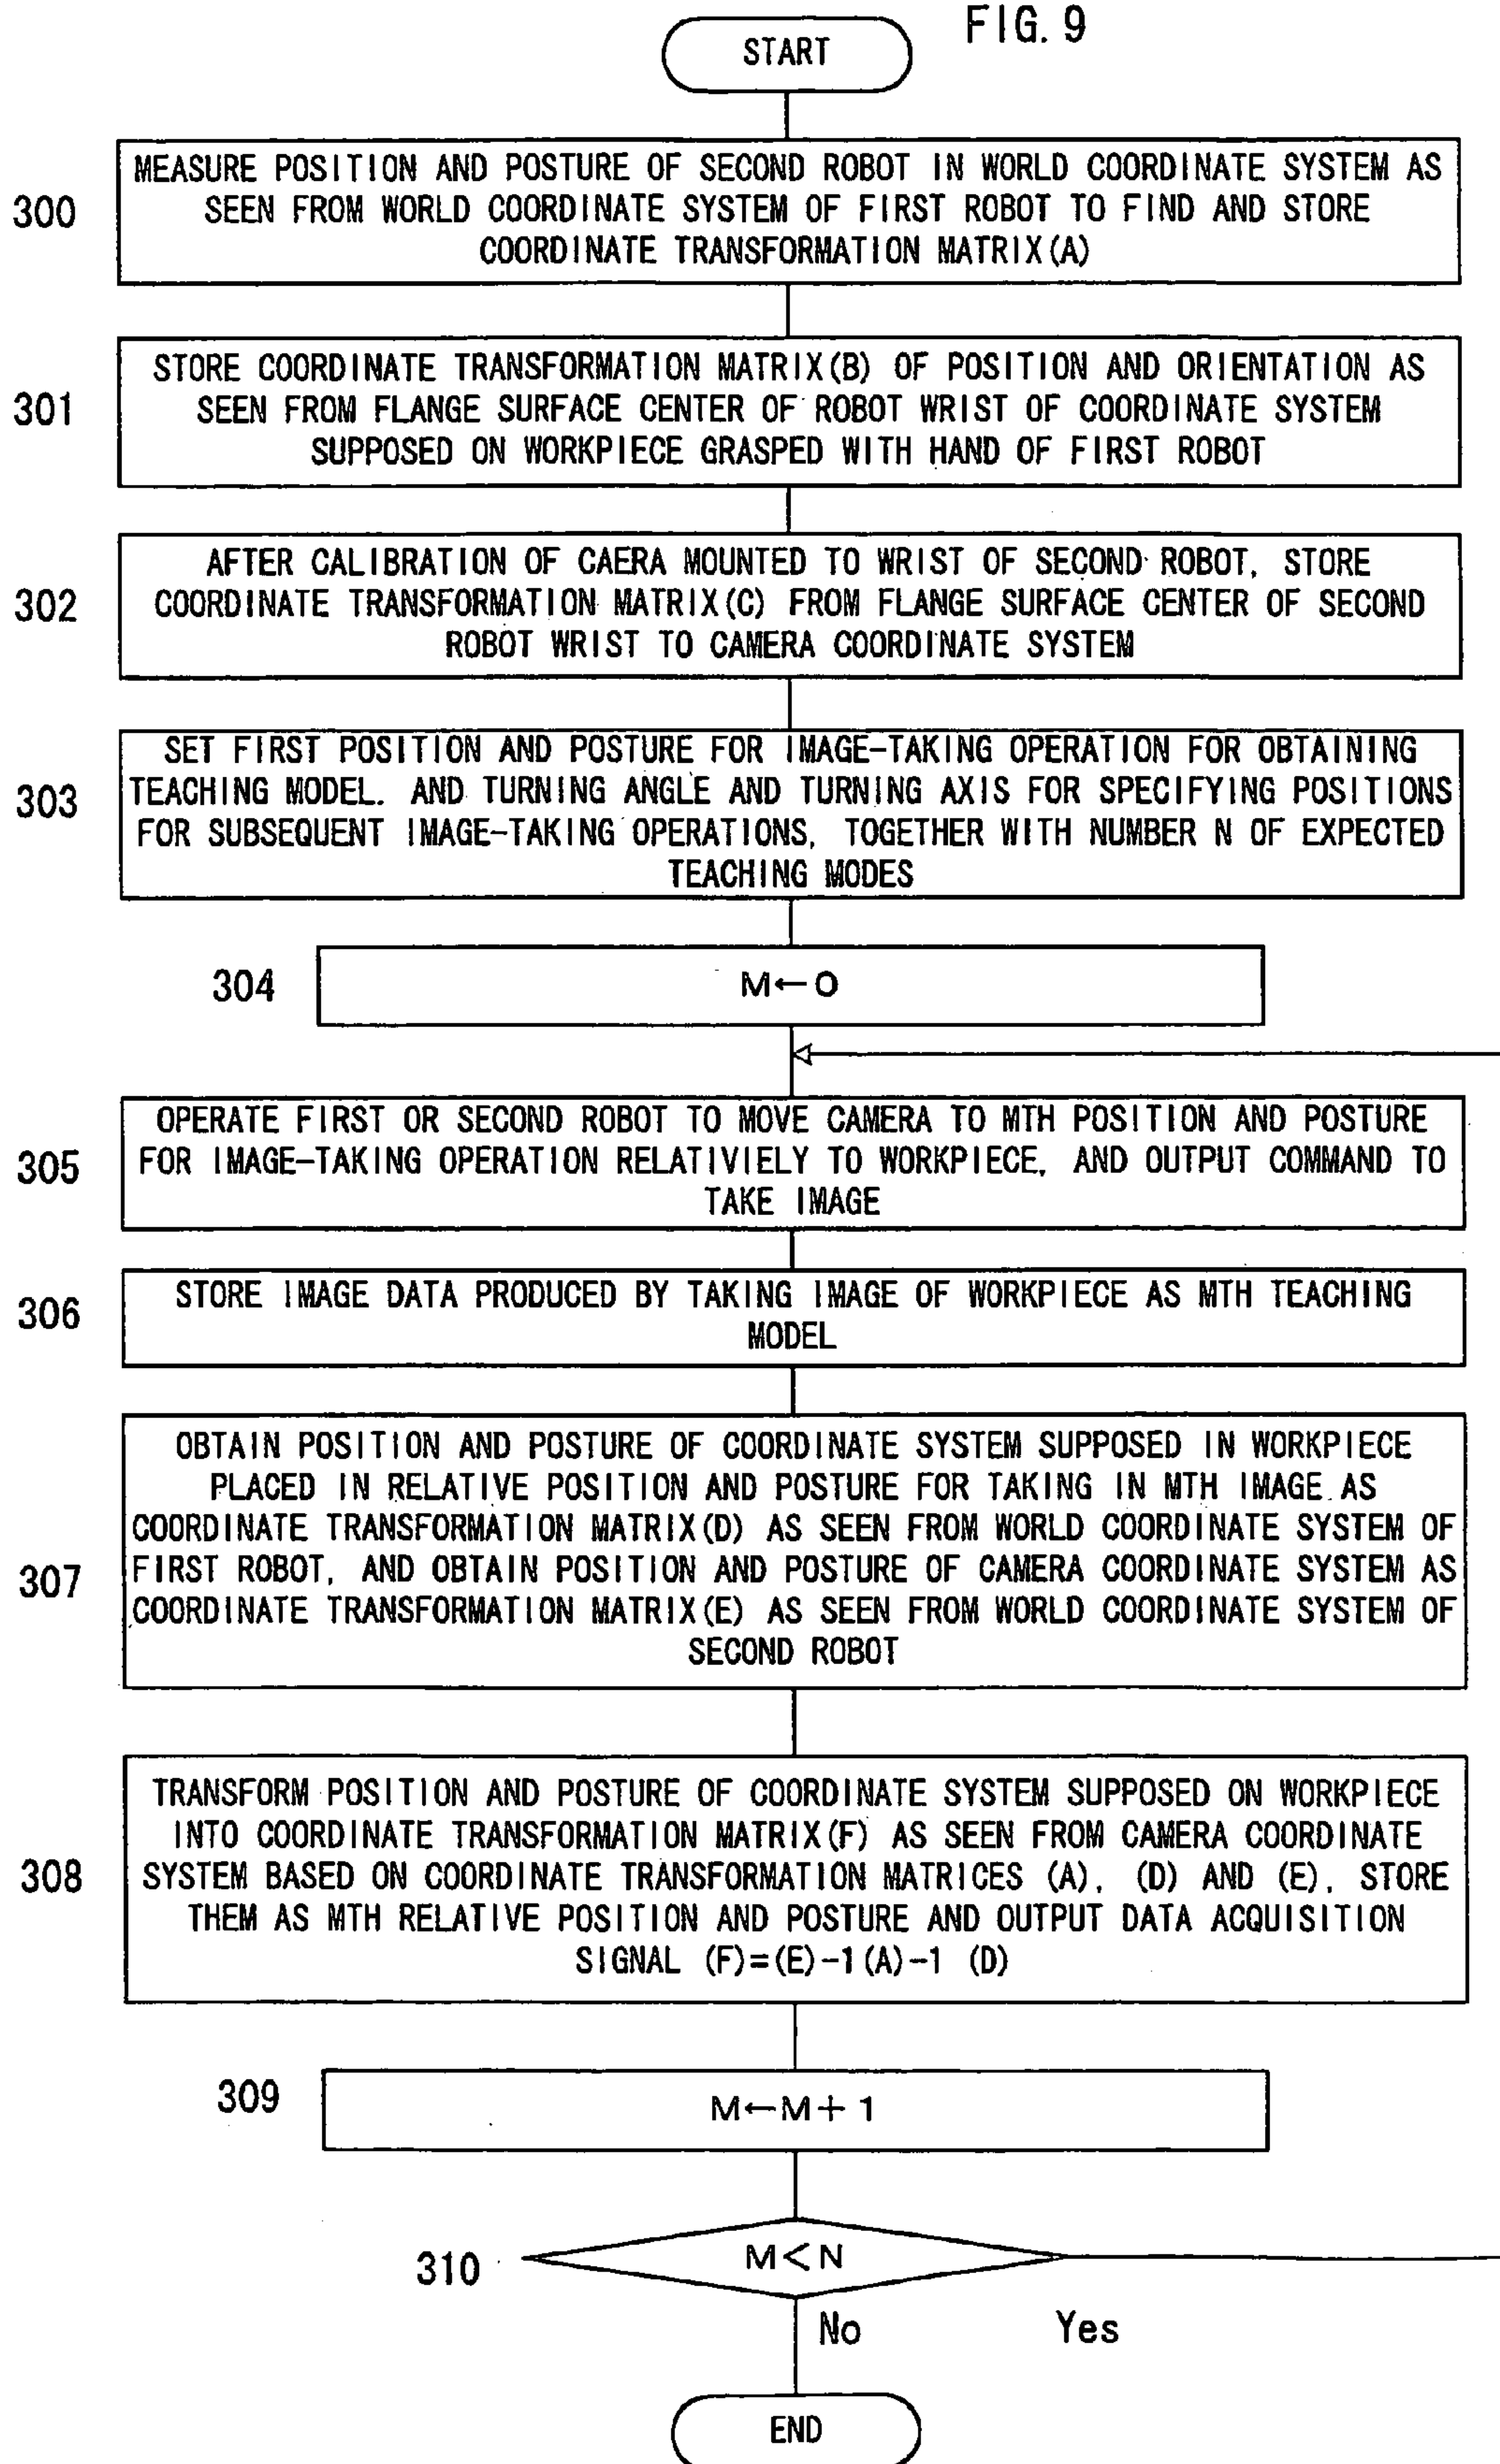 FIG. 9
START
300
MEASURE POSITION AND POSTURE OF SECOND ROBOT IN WORLD COORDINATE SYSTEM AS
SEEN FROM WORLD COORDINATE SYSTEM OF FIRST ROBOT TO FIND AND STORE
COORDINATE TRANSFORMATION MATRIX(A)
301
STORE COORDINATE TRANSFORMATION MATRIX(B) OF POSITION AND ORIENTATION AS
SEEN FROM FLANGE SURFACE CENTER OF ROBOT WRIST OF COORDINATE SYSTEM
SUPPOSED ON WORKPIECE GRASPED WITH HAND OF FIRST ROBOT
302
AFTER CALIBRATION OF CAERA MOUNTED TO WRIST OF SECOND ROBOT, STORE
COORDINATE TRANSFORMATION MATRIX(C) FROM FLANGE SURFACE CENTER OF SECOND
ROBOT WRIST TO CAMERA COORDINATE SYSTEM
303
SET FIRST POSITION AND POSTURE FOR IMAGE-TAKING OPERATION FOR OBTAINING
TEACHING MODEL. AND TURNING ANGLE AND TURNING AXIS FOR SPECIFYING POSITIONS
FOR SUBSEQUENT IMAGE-TAKING OPERATIONS, TOGETHER WITH NUMBER N OF EXPECTED
TEACHING MODES
304
M←0
305
OPERATE FIRST OR SECOND ROBOT TO MOVE CAMERA TO MTH POSITION AND POSTURE
FOR IMAGE-TAKING OPERATION RELATIVIELY TO WORKPIECE, AND OUTPUT COMMAND TO
TAKE IMAGE
306
STORE IMAGE DATA PRODUCED BY TAKING IMAGE OF WORKPIECE AS MTH TEACHING
MODEL
307
OBTAIN POSITION AND POSTURE OF COORDINATE SYSTEM SUPPOSED IN WORKPIECE
PLACED IN RELATIVE POSITION AND POSTURE FOR TAKING IN MTH IMAGE AS
COORDINATE TRANSFORMATION MATRIX(D) AS SEEN FROM WORLD COORDINATE SYSTEM OF
FIRST ROBOT, AND OBTAIN POSITION AND POSTURE OF CAMERA COORDINATE SYSTEM AS
COORDINATE TRANSFORMATION MATRIX(E) AS SEEN FROM WORLD COORDINATE SYSTEM OF
SECOND ROBOT
308
TRANSFORM POSITION AND POSTURE OF COORDINATE SYSTEM SUPPOSED ON WORKPIECE
INTO COORDINATE TRANSFORMATION MATRIX(F) AS SEEN FROM CAMERA COORDINATE
SYSTEM BASED ON COORDINATE TRANSFORMATION MATRICES (A), (D) AND (E), STORE
THEM AS MTH RELATIVE POSITION AND POSTURE AND OUTPUT DATA ACQUISITION
SIGNAL (F)=(E)-1(A)-1 (D)
309
M←M+1
310
M<N
No
Yes
END